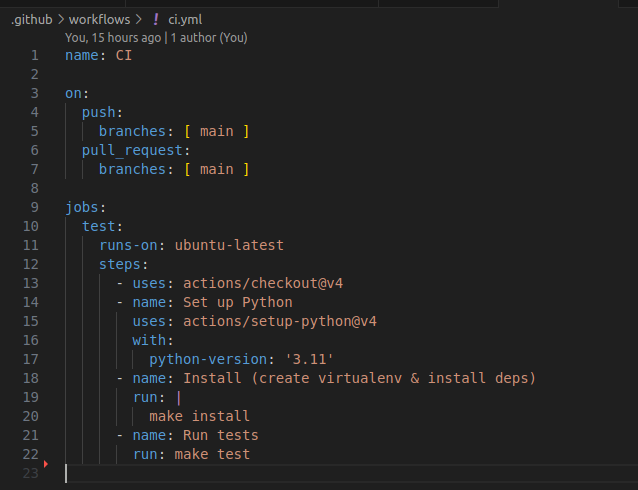 .github > workflows > ! ci.yml
You, 15 hours ago | 1 author (You)
1 name: CI
2
3 on:
4   push:
5     branches: [ main ]
6   pull_request:
7     branches: [ main ]
8
9 jobs:
10   test:
11     runs-on: ubuntu-latest
12     steps:
13       - uses: actions/checkout@v4
14       - name: Set up Python
15         uses: actions/setup-python@v4
16         with:
17           python-version: '3.11'
18       - name: Install (create virtualenv & install deps)
19         run: |
20           make install
21       - name: Run tests
22         run: make test
23